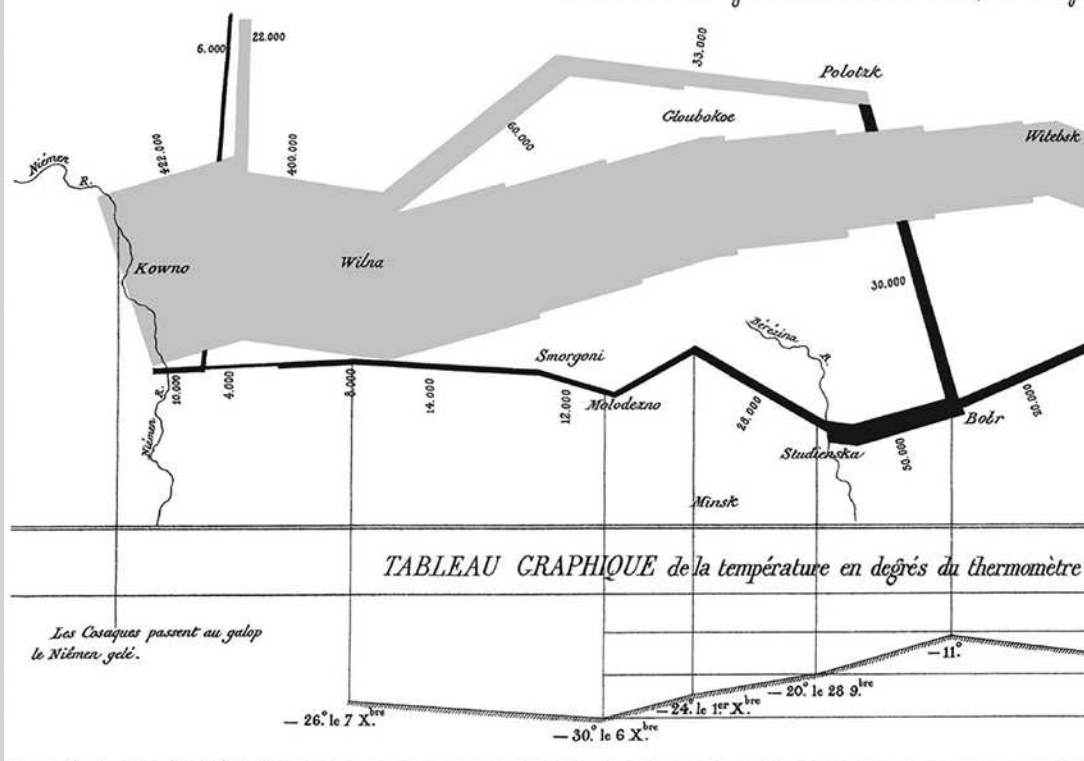 6.000
22.000
33.000
Polotzk
422.000
400.000
60.000
Gloubokoe
Witebsk
Niémen
R.
Kowno
Wilna
30.000
Bérézina
R.
Smorgoni
10.000
4.000
8.000
14.000
12.000
Molodezno
28.000
20.000
Bobr
R.
Niémen
Studienska
50.000
Minsk
TABLEAU GRAPHIQUE de la température en degrés du thermomètre
Les Cosaques passent au galop
le Niémen gelé.
—11.°
—20.° le 28 9.bre
—24.° le 1er X.bre
—26.° le 7 X.bre
—30.° le 6 X.bre